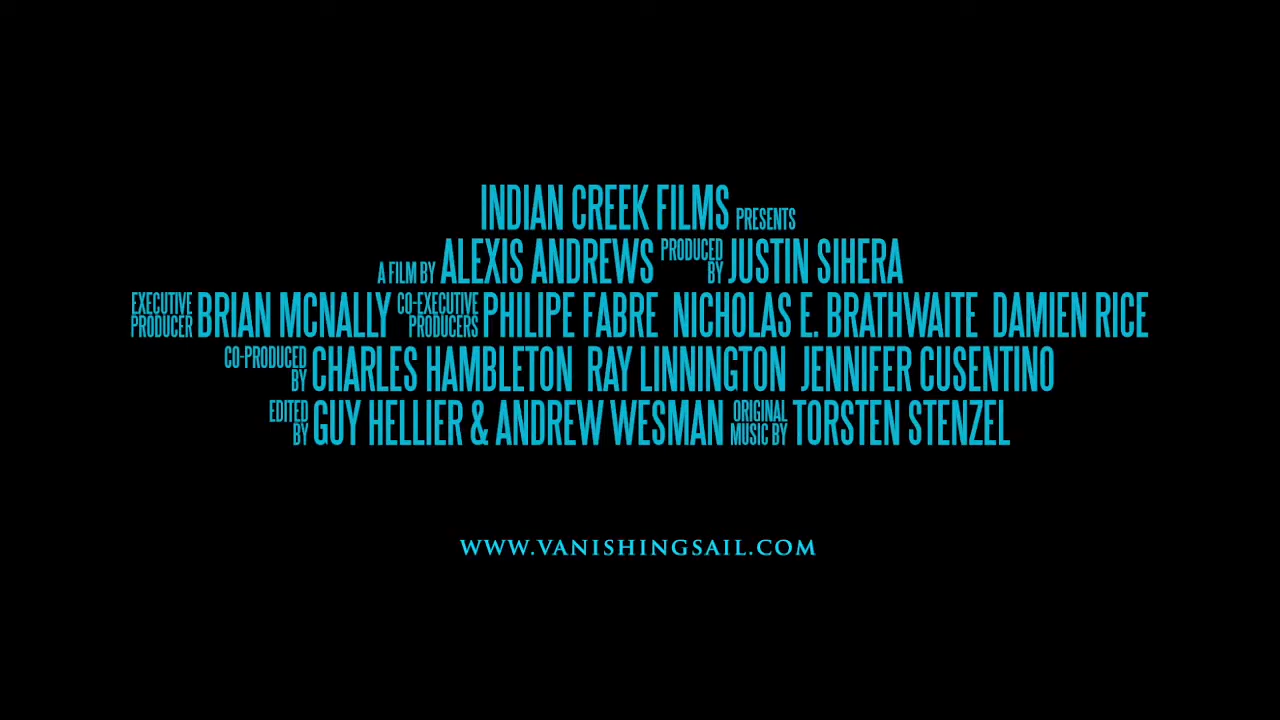 INDIAN CREEK FILMS PRESENTS
A FILM BY ALEXIS ANDREWS PRODUCED BY JUSTIN SIHERA
EXECUTIVE PRODUCER BRIAN MCNALLY CO-EXECUTIVE PRODUCERS PHILIPE FABRE NICHOLAS E. BRATHWAITE DAMIEN RICE
CO-PRODUCED BY CHARLES HAMBLETON RAY LINNINGTON JENNIFER CUSENTINO
EDITED BY GUY HELLIER & ANDREW WESMAN ORIGINAL MUSIC BY TORSTEN STENZEL
WWW.VANISHINGSAIL.COM